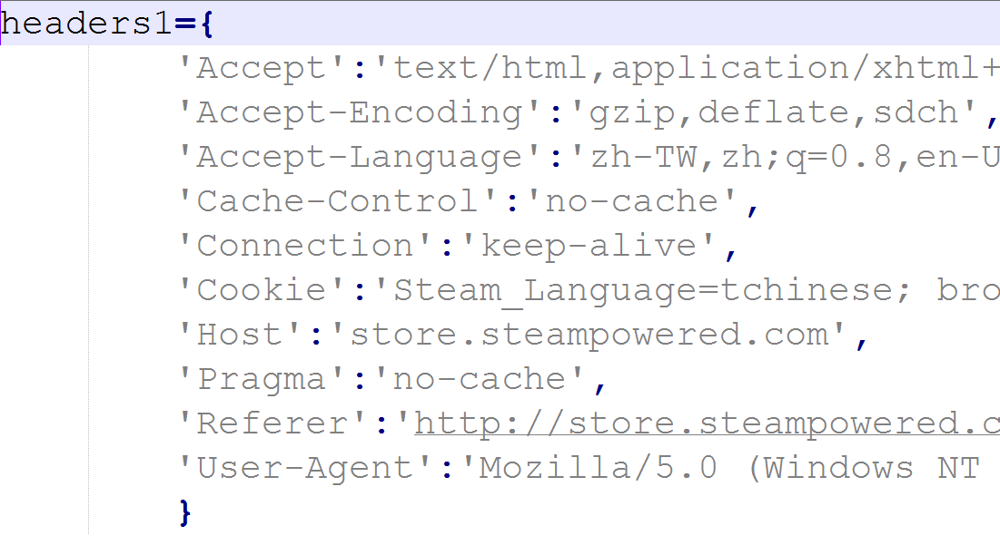 headers1={
'Accept':'text/html,application/xhtml+
'Accept-Encoding':'gzip,deflate,sdch',
'Accept-Language':'zh-TW,zh;q=0.8,en-U
'Cache-Control':'no-cache',
'Connection':'keep-alive',
'Cookie':'Steam_Language=tchinese; bro
'Host':'store.steampowered.com',
'Pragma':'no-cache',
'Referer':'http://store.steampowered.c
'User-Agent':'Mozilla/5.0 (Windows NT
}